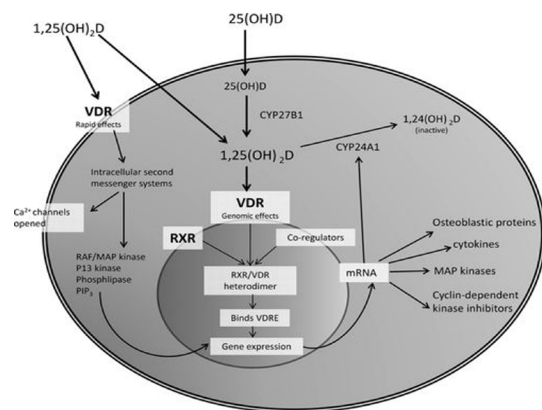 1,25(OH)₂D
25(OH)D
VDR
Rapid effects
25(OH)D
CYP27B1
1,25(OH)₂D
1,24(OH)₂D
(inactive)
CYP24A1
Intracellular second
messenger systems
Ca²⁺ channels
opened
VDR
Genomic effects
RXR
Co-regulators
RAF/MAP kinase
P13 kinase
Phosphlipase
PIP₃
RXR/VDR
heterodimer
Binds VDRE
Gene expression
mRNA
Osteoblastic proteins
cytokines
MAP kinases
Cyclin-dependent
kinase inhibitors